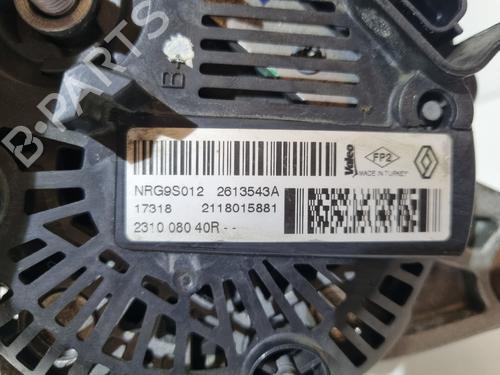 B
B-PARTS
Valeo
FP2
MADE IN TURKEY
NRG9S012 2613543A
17318 2118015881
2310 080 40R - -